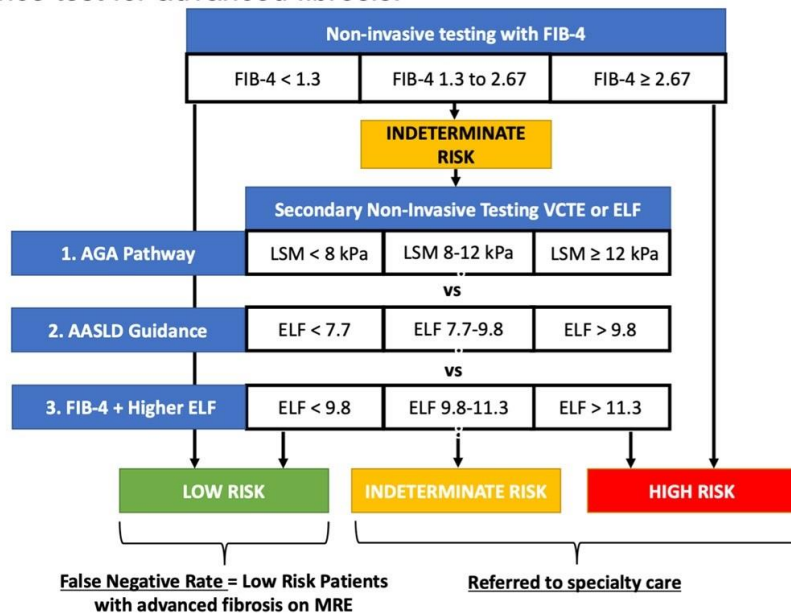 Non-invasive testing with FIB-4
FIB-4 < 1.3
FIB-4 1.3 to 2.67
FIB-4 ≥ 2.67
INDETERMINATE
RISK
Secondary Non-Invasive Testing VCTE or ELF
1. AGA Pathway
LSM < 8 kPa
LSM 8-12 kPa
LSM ≥ 12 kPa
vs
2. AASLD Guidance
ELF < 7.7
ELF 7.7-9.8
ELF > 9.8
vs
3. FIB-4 + Higher ELF
ELF < 9.8
ELF 9.8-11.3
ELF > 11.3
LOW RISK
INDETERMINATE RISK
HIGH RISK
False Negative Rate = Low Risk Patients
with advanced fibrosis on MRE
Referred to specialty care